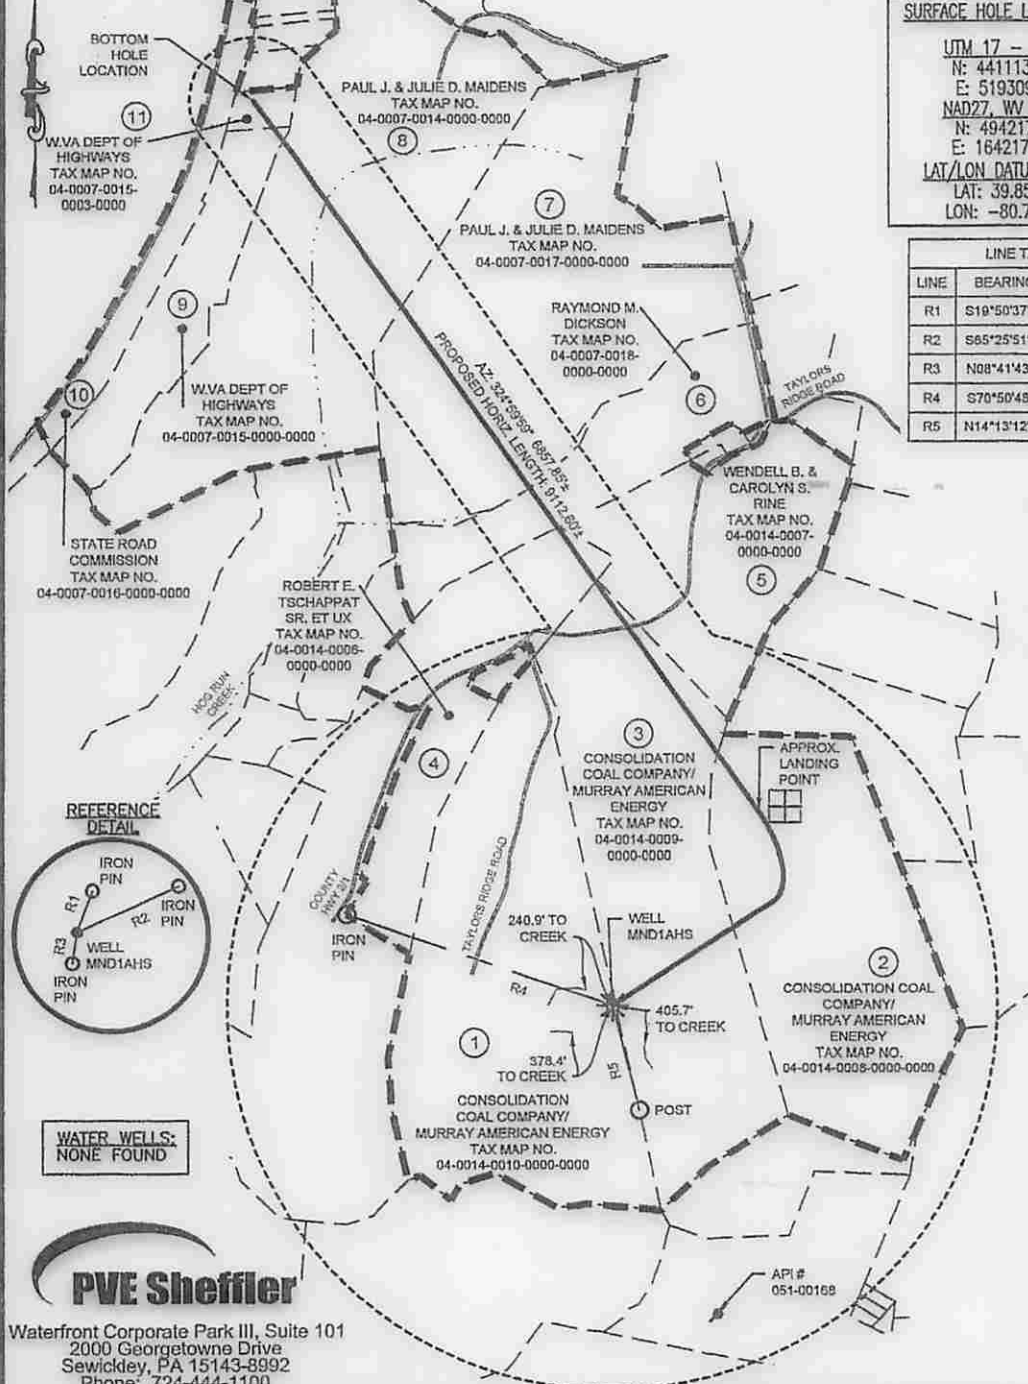 BOTTOM
HOLE
LOCATION
11
W.VA DEPT OF
HIGHWAYS
TAX MAP NO.
04-0007-0015-
0003-0000
PAUL J. & JULIE D. MAIDENS
TAX MAP NO.
04-0007-0014-0000-0000
8
SURFACE HOLE L
UTM 17 -
N: 441113
E: 519309
NAD27, WV
N: 494217
E: 164217
LAT/LON DATU
LAT: 39.85
LON: -80.7
LINE T
LINE BEARING
R1 S19°50'37
R2 S65°25'51
R3 N08°41'43
R4 S70°50'48
R5 N14°13'12
7
PAUL J. & JULIE D. MAIDENS
TAX MAP NO.
04-0007-0017-0000-0000
9
W.VA DEPT OF
HIGHWAYS
TAX MAP NO.
04-0007-0015-0000-0000
RAYMOND M.
DICKSON
TAX MAP NO.
04-0007-0018-
0000-0000
6
TAYLORS
RIDGE ROAD
AZ: 324°59'59" 6857.85'±
PROPOSED HORIZ. LENGTH: 9112.60'±
10
STATE ROAD
COMMISSION
TAX MAP NO.
04-0007-0016-0000-0000
WENDELL B. &
CAROLYN S.
RINE
TAX MAP NO.
04-0014-0007-
0000-0000
5
ROBERT E.
TSCHAPPAT
SR. ET UX
TAX MAP NO.
04-0014-0006-
0000-0000
HOG RUN
CREEK
4
3
CONSOLIDATION
COAL COMPANY/
MURRAY AMERICAN
ENERGY
TAX MAP NO.
04-0014-0009-
0000-0000
APPROX.
LANDING
POINT
REFERENCE
DETAIL
IRON
PIN
R1
R2
IRON
PIN
R3
WELL
MND1AHS
IRON
PIN
COUNTY
HWY 2/1
IRON
PIN
TAYLORS RIDGE ROAD
240.9' TO
CREEK
WELL
MND1AHS
R4
405.7'
TO CREEK
378.4'
TO CREEK
R5
POST
2
CONSOLIDATION COAL
COMPANY/
MURRAY AMERICAN
ENERGY
TAX MAP NO.
04-0014-0008-0000-0000
1
CONSOLIDATION
COAL COMPANY/
MURRAY AMERICAN ENERGY
TAX MAP NO.
04-0014-0010-0000-0000
WATER WELLS:
NONE FOUND
API #
051-00168
PVE Sheffler
Waterfront Corporate Park III, Suite 101
2000 Georgetowne Drive
Sewickley, PA 15143-8992
Phone: 724-444-1100